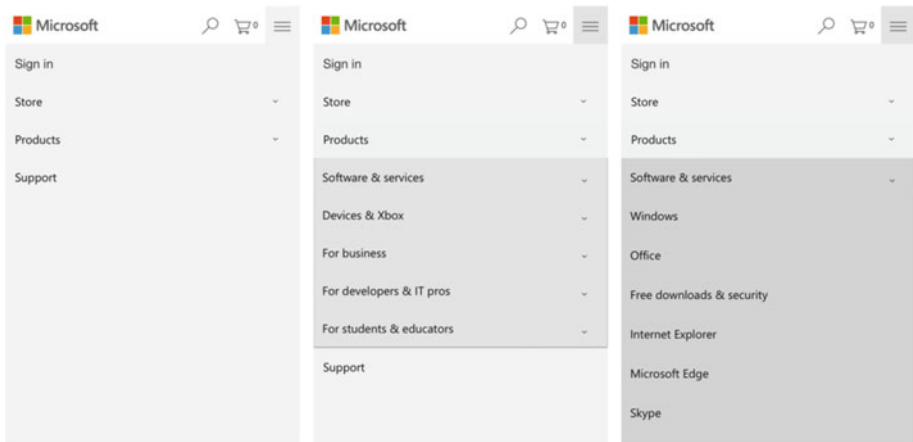 Microsoft 0
Sign in
Store
Products
Support
Microsoft 0
Sign in
Store
Products
Software & services
Devices & Xbox
For business
For developers & IT pros
For students & educators
Support
Microsoft 0
Sign in
Store
Products
Software & services
Windows
Office
Free downloads & security
Internet Explorer
Microsoft Edge
Skype